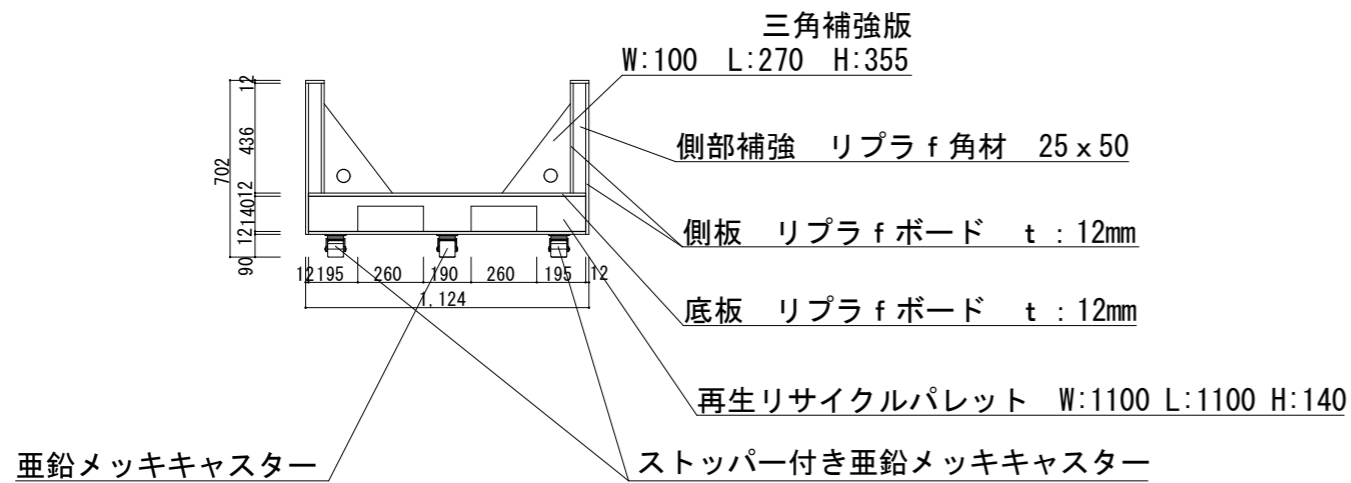 三角補強版
W:100 L:270 H:355
12
436
702
12
140
12
90
側部補強 リプラｆ角材 25ｘ50
側板 リプラｆボード ｔ：12mm
12 195 260 190 260 195 12
1,124
底板 リプラｆボード ｔ：12mm
再生リサイクルパレット W:1100 L:1100 H:140
亜鉛メッキキャスター
ストッパー付き亜鉛メッキキャスター